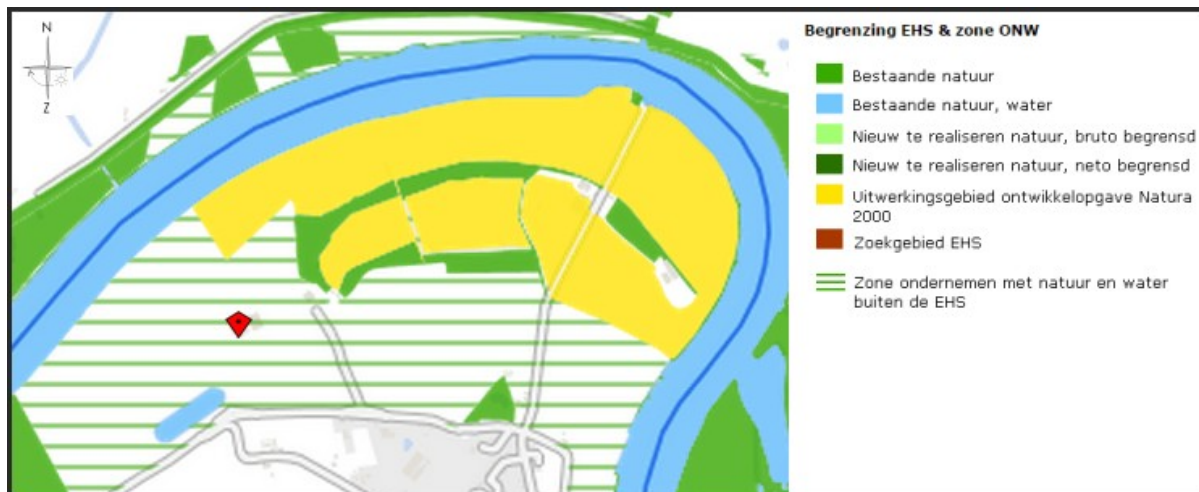 N
Z
Begrenzing EHS & zone ONW
Bestaande natuur
Bestaande natuur, water
Nieuw te realiseren natuur, bruto begrensd
Nieuw te realiseren natuur, neto begrensd
Uitwerkingsgebied ontwikkelopgave Natura
2000
Zoekgebied EHS
Zone ondernemen met natuur en water
buiten de EHS